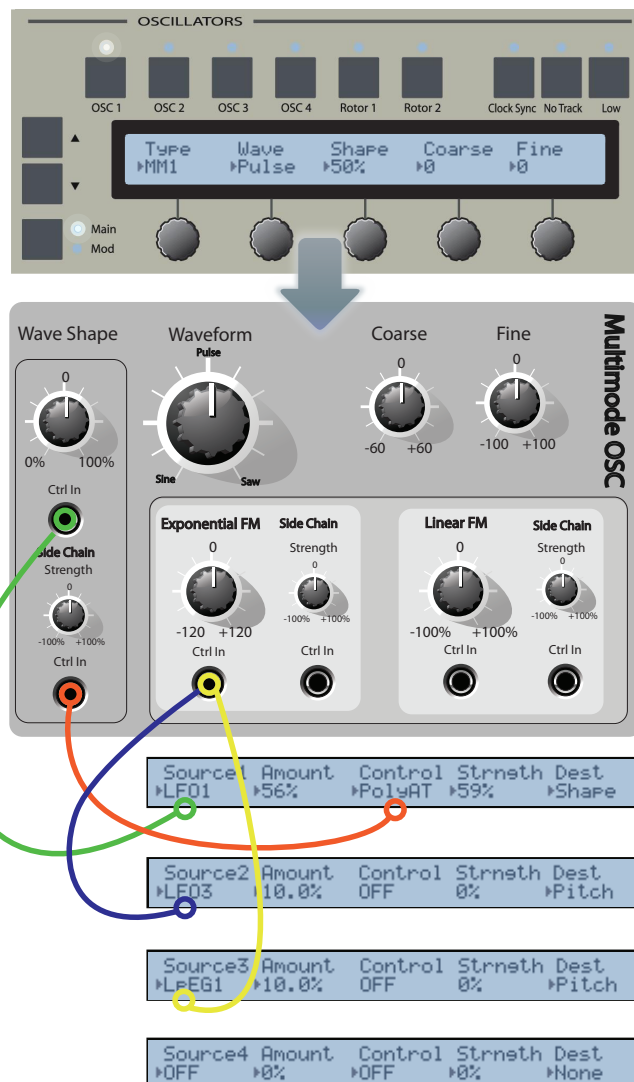 OSCILLATORS
OSC 1 OSC 2 OSC 3 OSC 4 Rotor 1 Rotor 2 Clock Sync No Track Low
▲
Type Wave Shape Coarse Fine
▸MM1 ▸Pulse ▸50% ▸0 ▸0
▼
Main
Mod
Multimode OSC
Wave Shape Waveform Coarse Fine
Pulse
0 0 0
-60 +60 -100 +100
0% 100%
Sine Saw
Ctrl In
Side Chain
Strength
0
-100% +100%
Ctrl In
Exponential FM Side Chain
0 Strength
0
-100% +100%
-120 +120
Ctrl In Ctrl In
Linear FM Side Chain
0 Strength
0
-100% +100%
-100% +100%
Ctrl In Ctrl In
Source1 Amount Control Strngth Dest
▸LFO1 ▸56% ▸PolyAT ▸59% ▸Shape
Source2 Amount Control Strngth Dest
▸LFO3 ▸10.0% OFF 0% ▸Pitch
Source3 Amount Control Strngth Dest
▸LpEG1 ▸10.0% OFF 0% ▸Pitch
Source4 Amount Control Strngth Dest
▸OFF ▸0% ▸OFF ▸0% ▸None